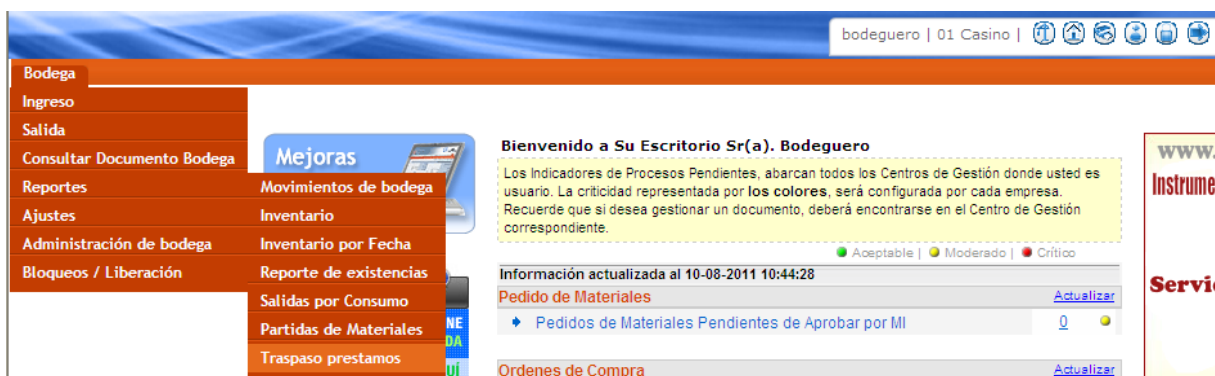 bodeguero | 01 Casino |
Bodega
Ingreso
Salida
Consultar Documento Bodega
Reportes
Ajustes
Administración de bodega
Bloqueos / Liberación
Movimientos de bodega
Inventario
Inventario por Fecha
Reporte de existencias
Salidas por Consumo
Partidas de Materiales
Traspaso prestamos
Mejoras
NE
DA
UÍ
Bienvenido a Su Escritorio Sr(a). Bodeguero
Los Indicadores de Procesos Pendientes, abarcan todos los Centros de Gestión donde usted es
usuario. La criticidad representada por los colores, será configurada por cada empresa.
Recuerde que si desea gestionar un documento, deberá encontrarse en el Centro de Gestión
correspondiente.
Aceptable | Moderado | Crítico
Información actualizada al 10-08-2011 10:44:28
Pedido de Materiales Actualizar
Pedidos de Materiales Pendientes de Aprobar por MI 0
Ordenes de Compra Actualizar
www.
Instrume
Servi